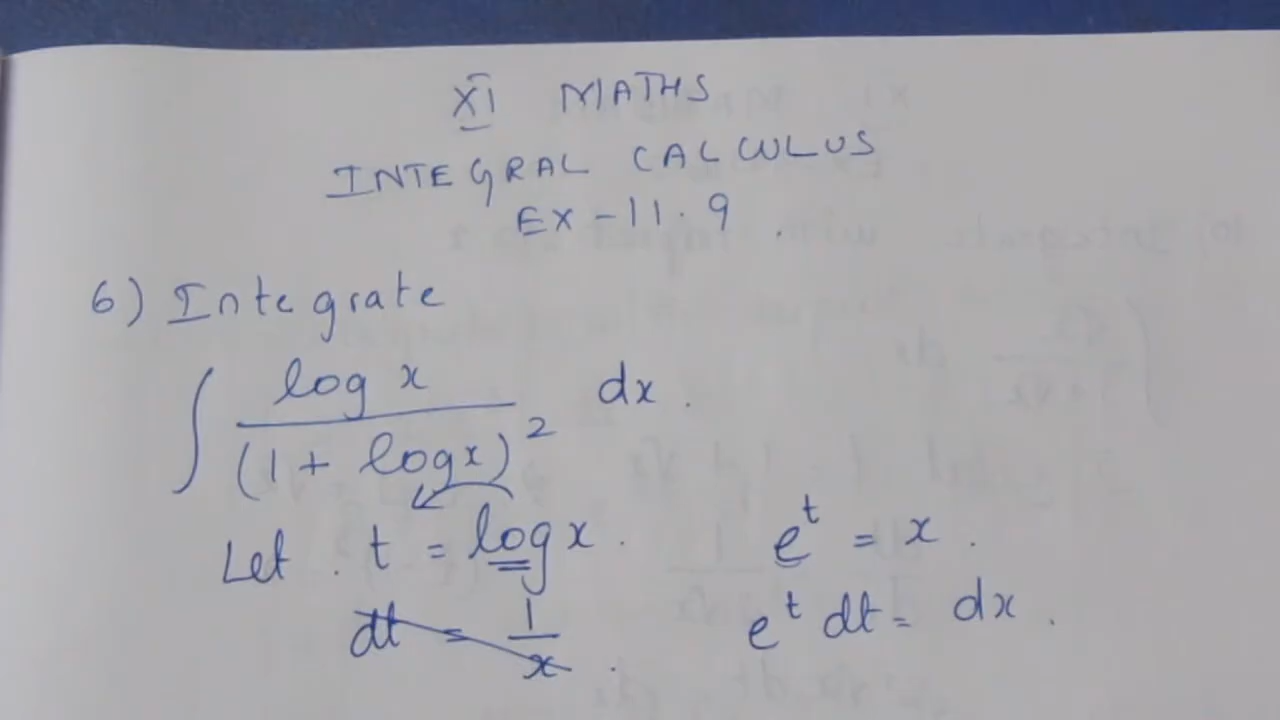 XI MATHS
INTEGRAL CALCULUS
EX - 11.9.
6) Integrate
∫ log x / (1 + log x)² dx.
Let. t = log x. e^t = x.
dt = 1/x. e^t dt = dx.